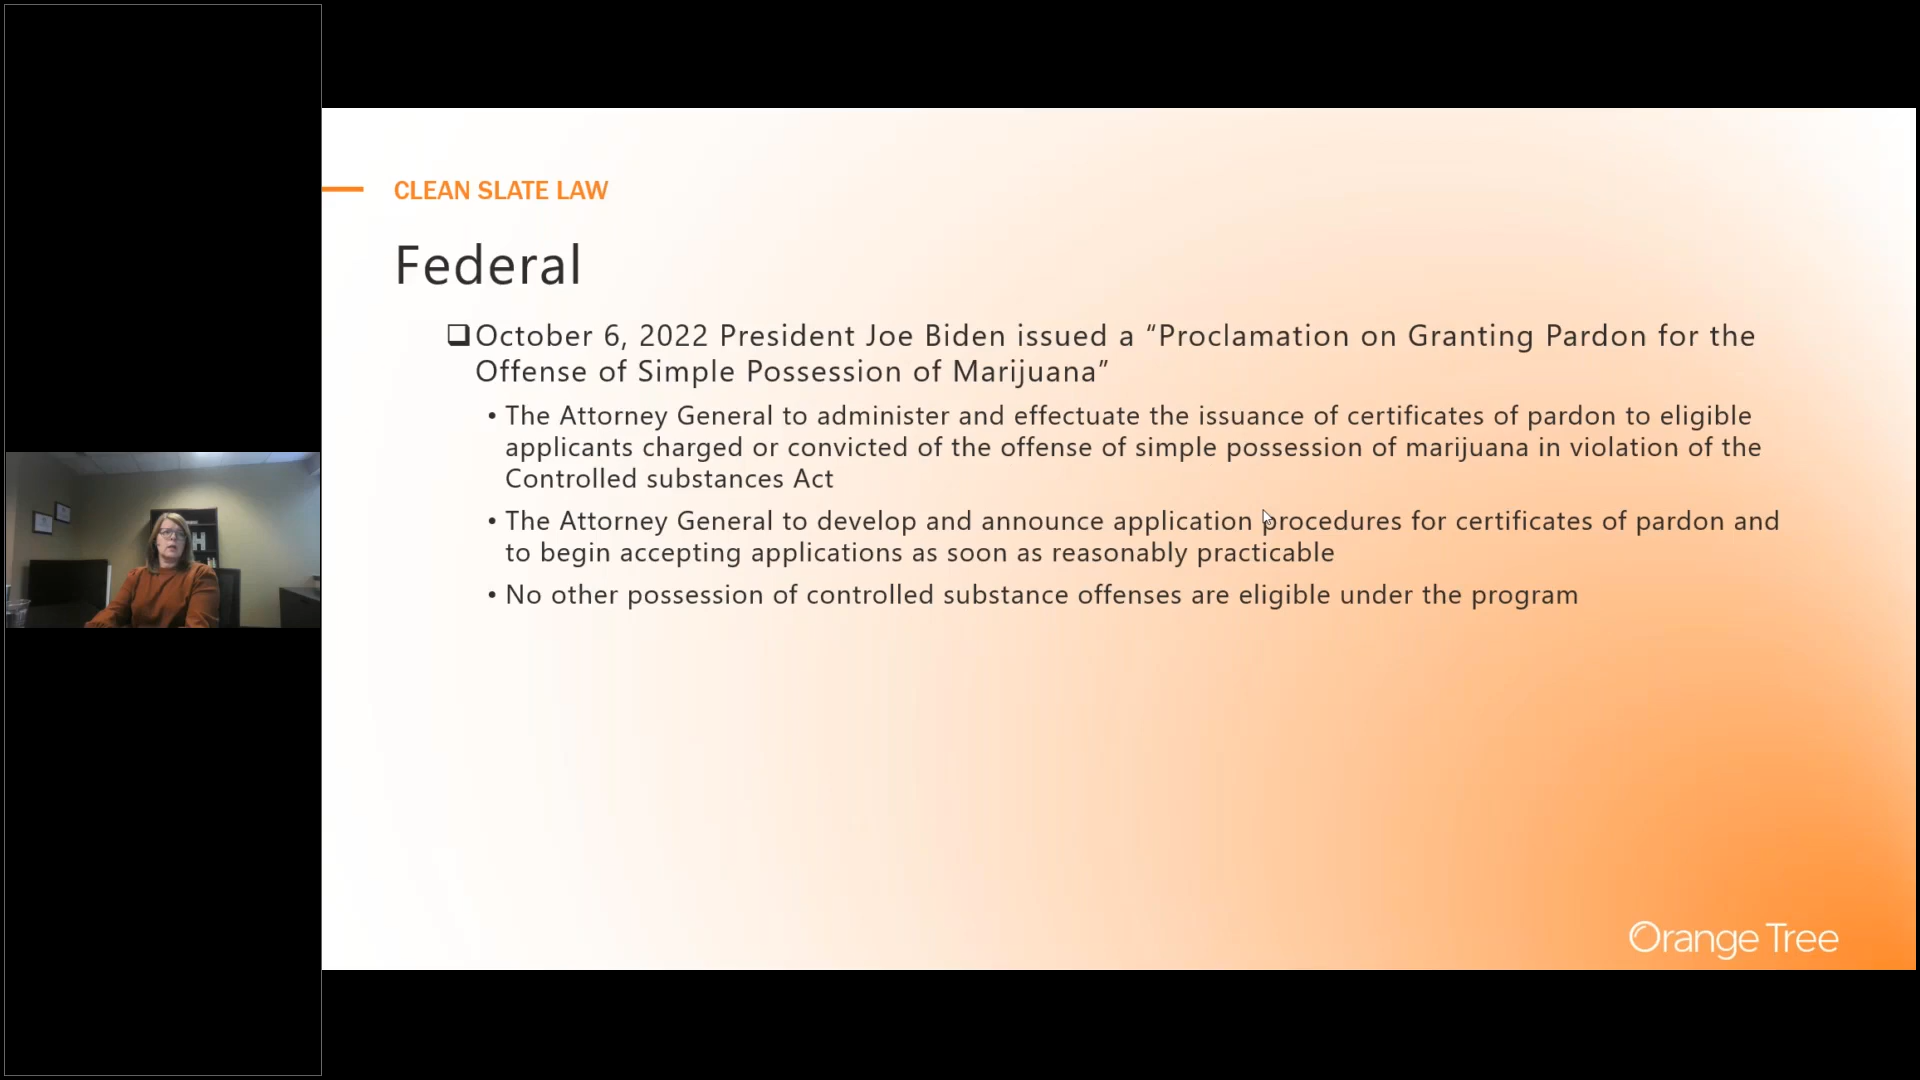 CLEAN SLATE LAW
Federal
October 6, 2022 President Joe Biden issued a “Proclamation on Granting Pardon for the
Offense of Simple Possession of Marijuana”
• The Attorney General to administer and effectuate the issuance of certificates of pardon to eligible
applicants charged or convicted of the offense of simple possession of marijuana in violation of the
Controlled substances Act
• The Attorney General to develop and announce application procedures for certificates of pardon and
to begin accepting applications as soon as reasonably practicable
• No other possession of controlled substance offenses are eligible under the program
Orange Tree
H